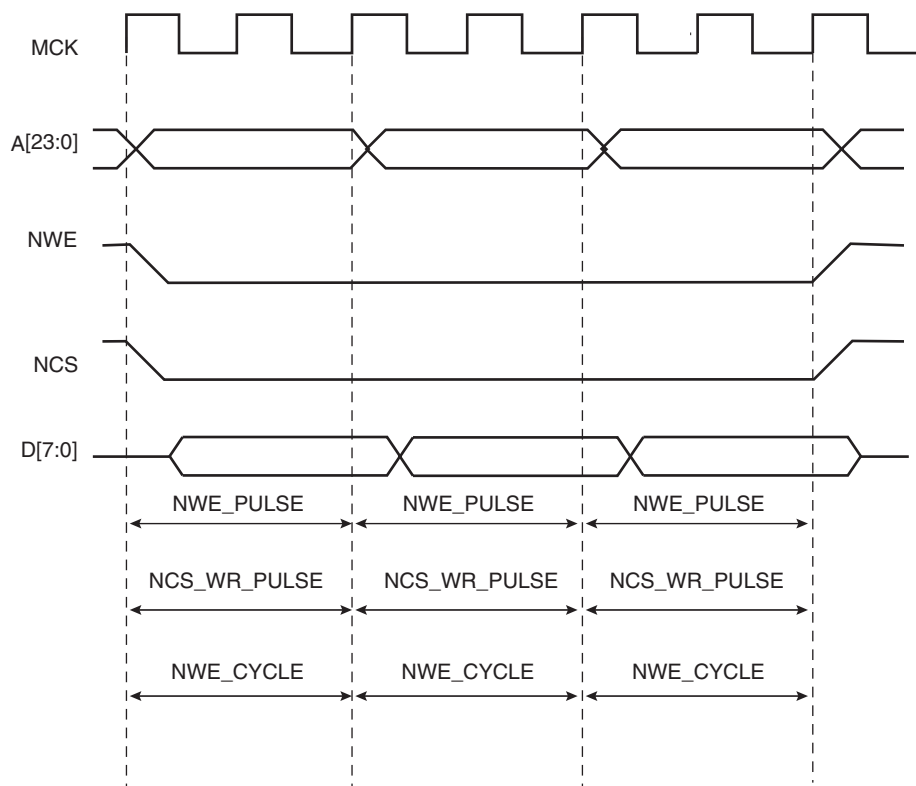 MCK
A[23:0]
NWE
NCS
D[7:0]
NWE_PULSE NWE_PULSE NWE_PULSE
NCS_WR_PULSE NCS_WR_PULSE NCS_WR_PULSE
NWE_CYCLE NWE_CYCLE NWE_CYCLE